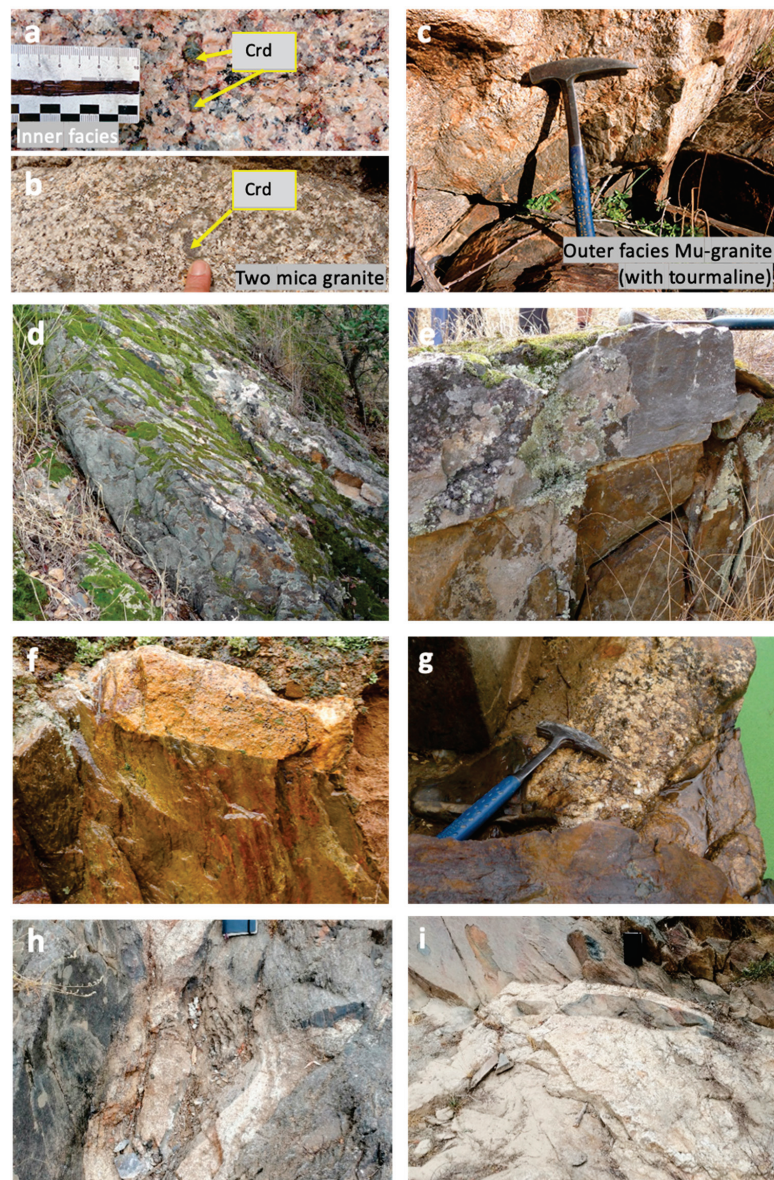 a
Crd
Inner facies
b
Crd
Two mica granite
c
Outer facies Mu-granite
(with tourmaline)
d
e
f
g
h
i